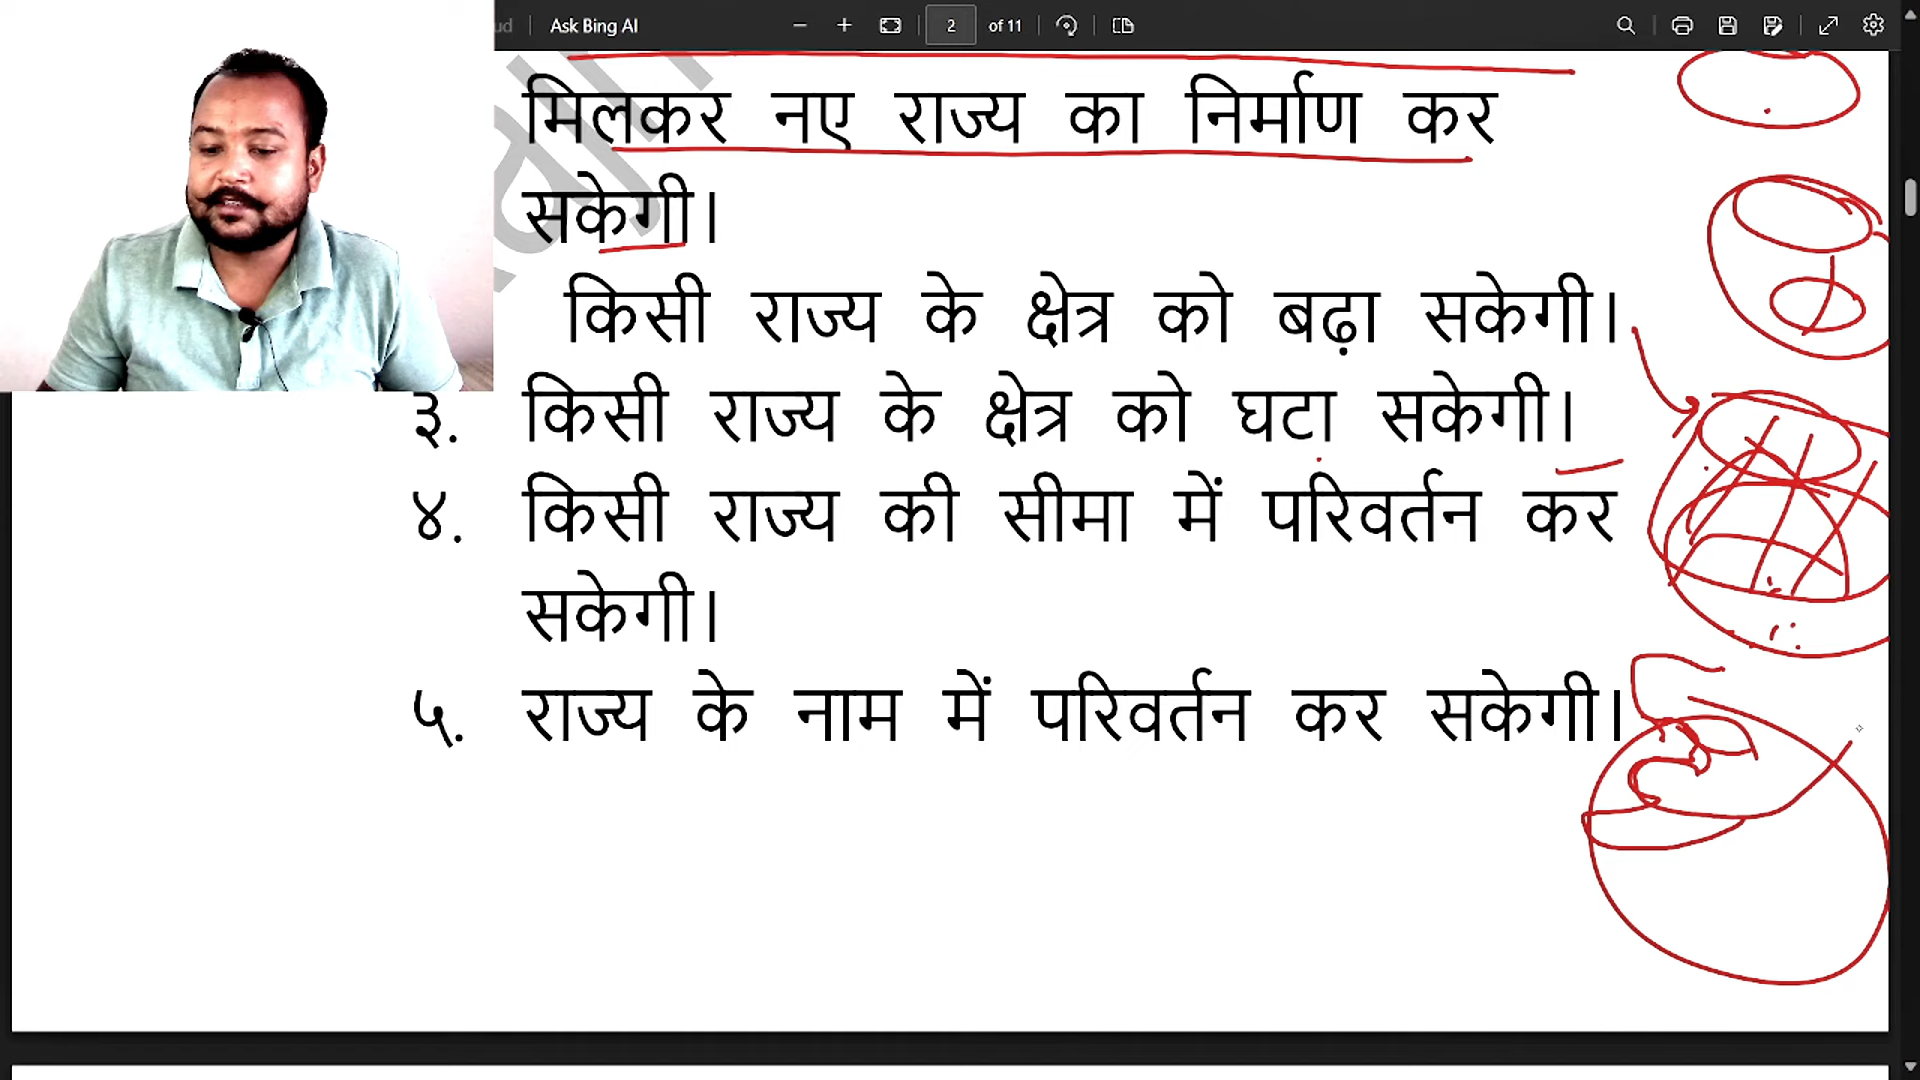 Ask Bing AI
2 of 11
मिलकर नए राज्य का निर्माण कर
सकेगी।
किसी राज्य के क्षेत्र को बढ़ा सकेगी।
३. किसी राज्य के क्षेत्र को घटा सकेगी।
४. किसी राज्य की सीमा में परिवर्तन कर
सकेगी।
५. राज्य के नाम में परिवर्तन कर सकेगी।